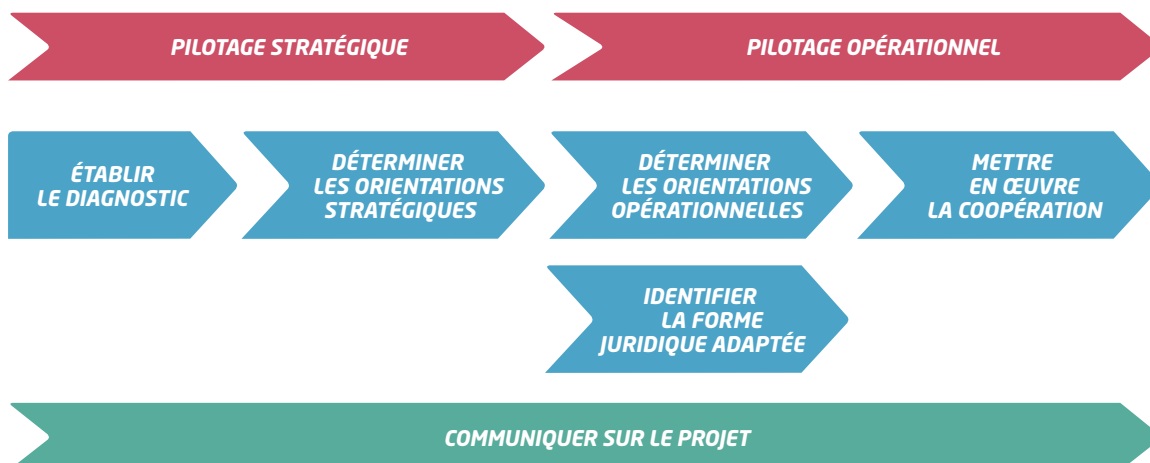 PILOTAGE STRATÉGIQUE
PILOTAGE OPÉRATIONNEL
ÉTABLIR
LE DIAGNOSTIC
DÉTERMINER
LES ORIENTATIONS
STRATÉGIQUES
DÉTERMINER
LES ORIENTATIONS
OPÉRATIONNELLES
METTRE
EN ŒUVRE
LA COOPÉRATION
IDENTIFIER
LA FORME
JURIDIQUE ADAPTÉE
COMMUNIQUER SUR LE PROJET